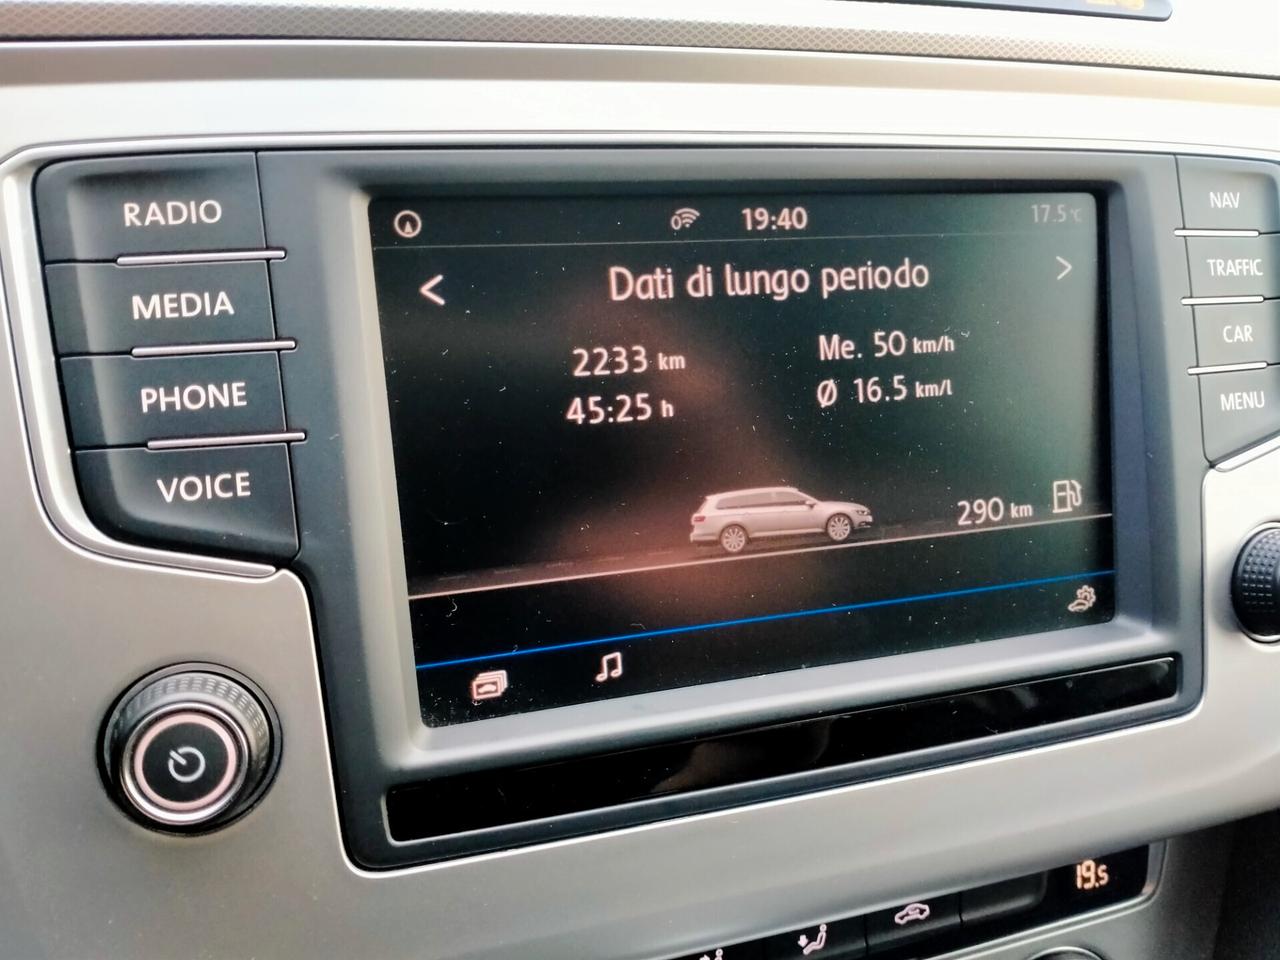 RADIO
MEDIA
PHONE
VOICE
0 19:40 17.5 °C
< Dati di lungo periodo >
2233 km Me. 50 km/h
45:25 h Ø 16.5 km/l
290 km
NAV
TRAFFIC
CAR
MENU
19.5